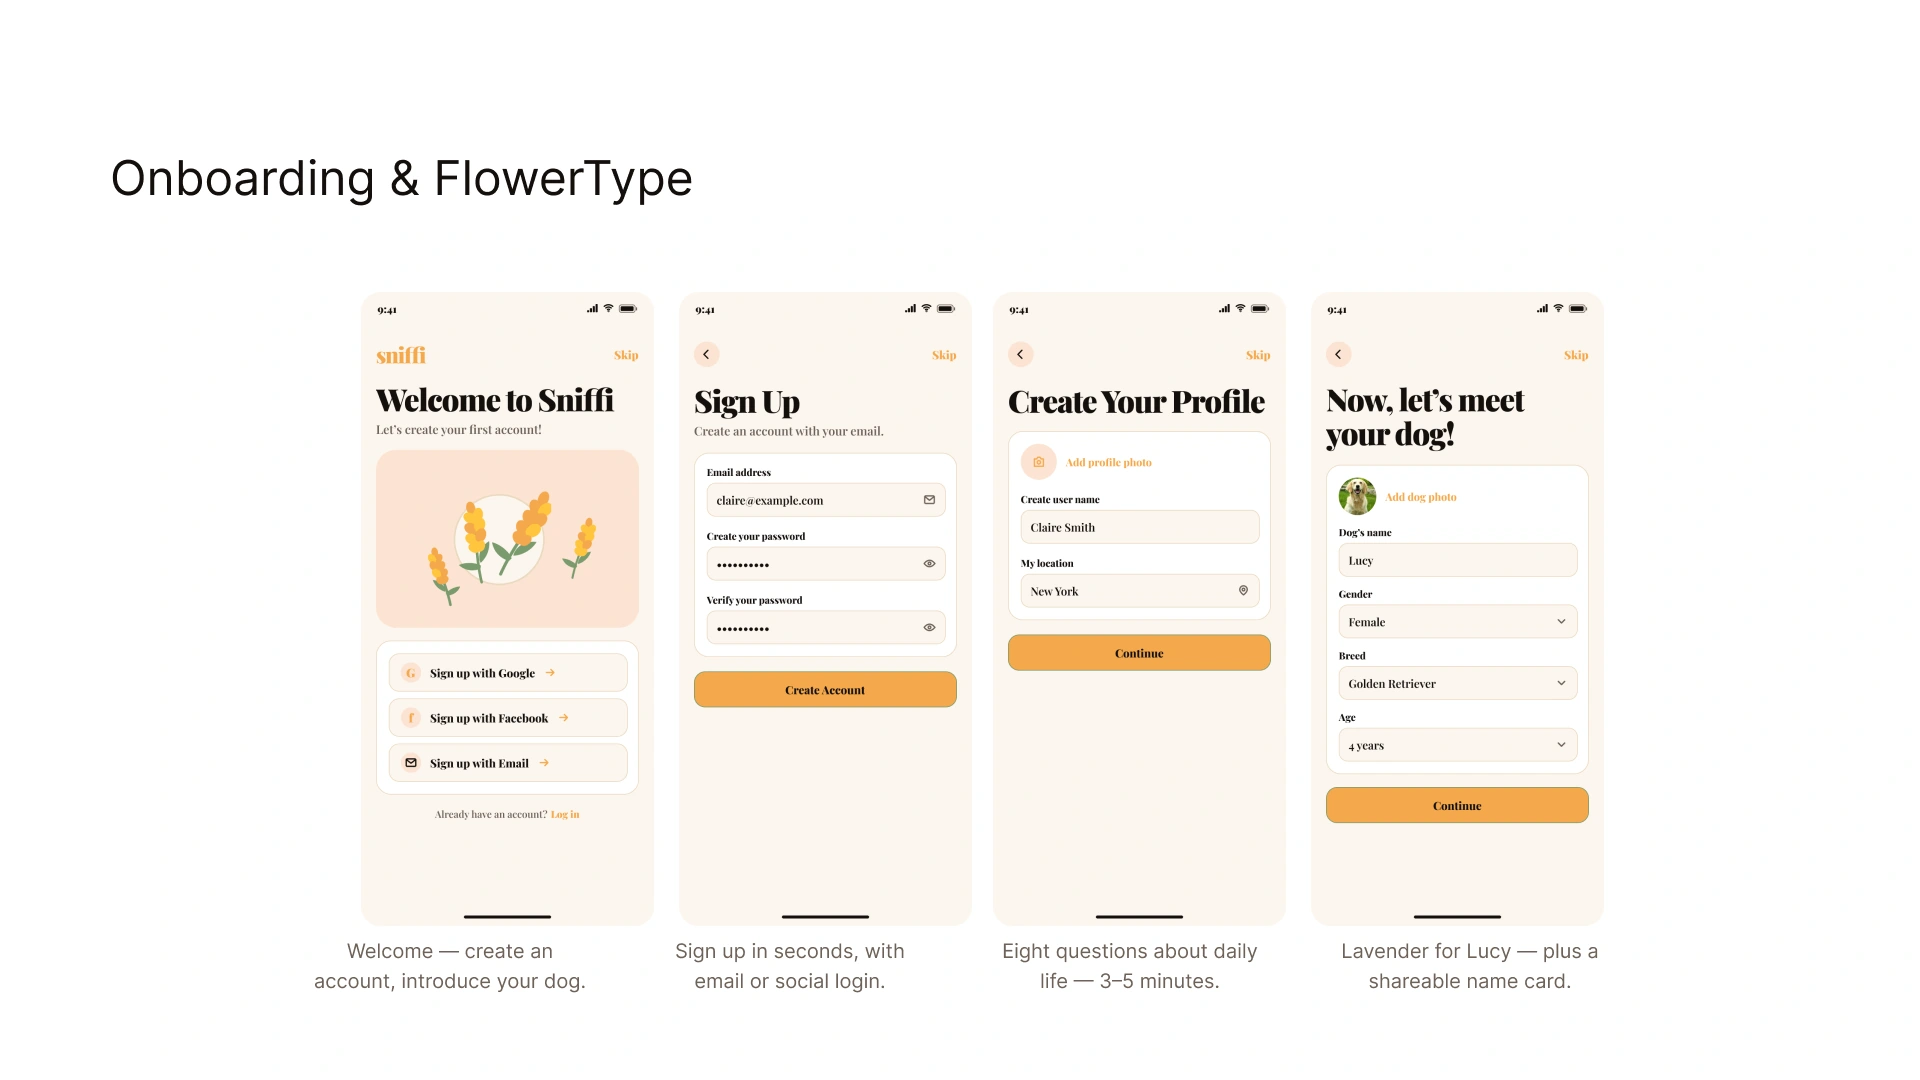 Onboarding & FlowerType
9:41
sniffi
Skip
Welcome to Sniffi
Let's create your first account!
G Sign up with Google →
f Sign up with Facebook →
Sign up with Email →
Already have an account? Log in
Welcome — create an
account, introduce your dog.
9:41
Skip
Sign Up
Create an account with your email.
Email address
claire@example.com
Create your password
••••••••••
Verify your password
••••••••••
Create Account
Sign up in seconds, with
email or social login.
9:41
Skip
Create Your Profile
Add profile photo
Create user name
Claire Smith
My location
New York
Continue
Eight questions about daily
life — 3–5 minutes.
9:41
Skip
Now, let's meet
your dog!
Add dog photo
Dog's name
Lucy
Gender
Female
Breed
Golden Retriever
Age
4 years
Continue
Lavender for Lucy — plus a
shareable name card.